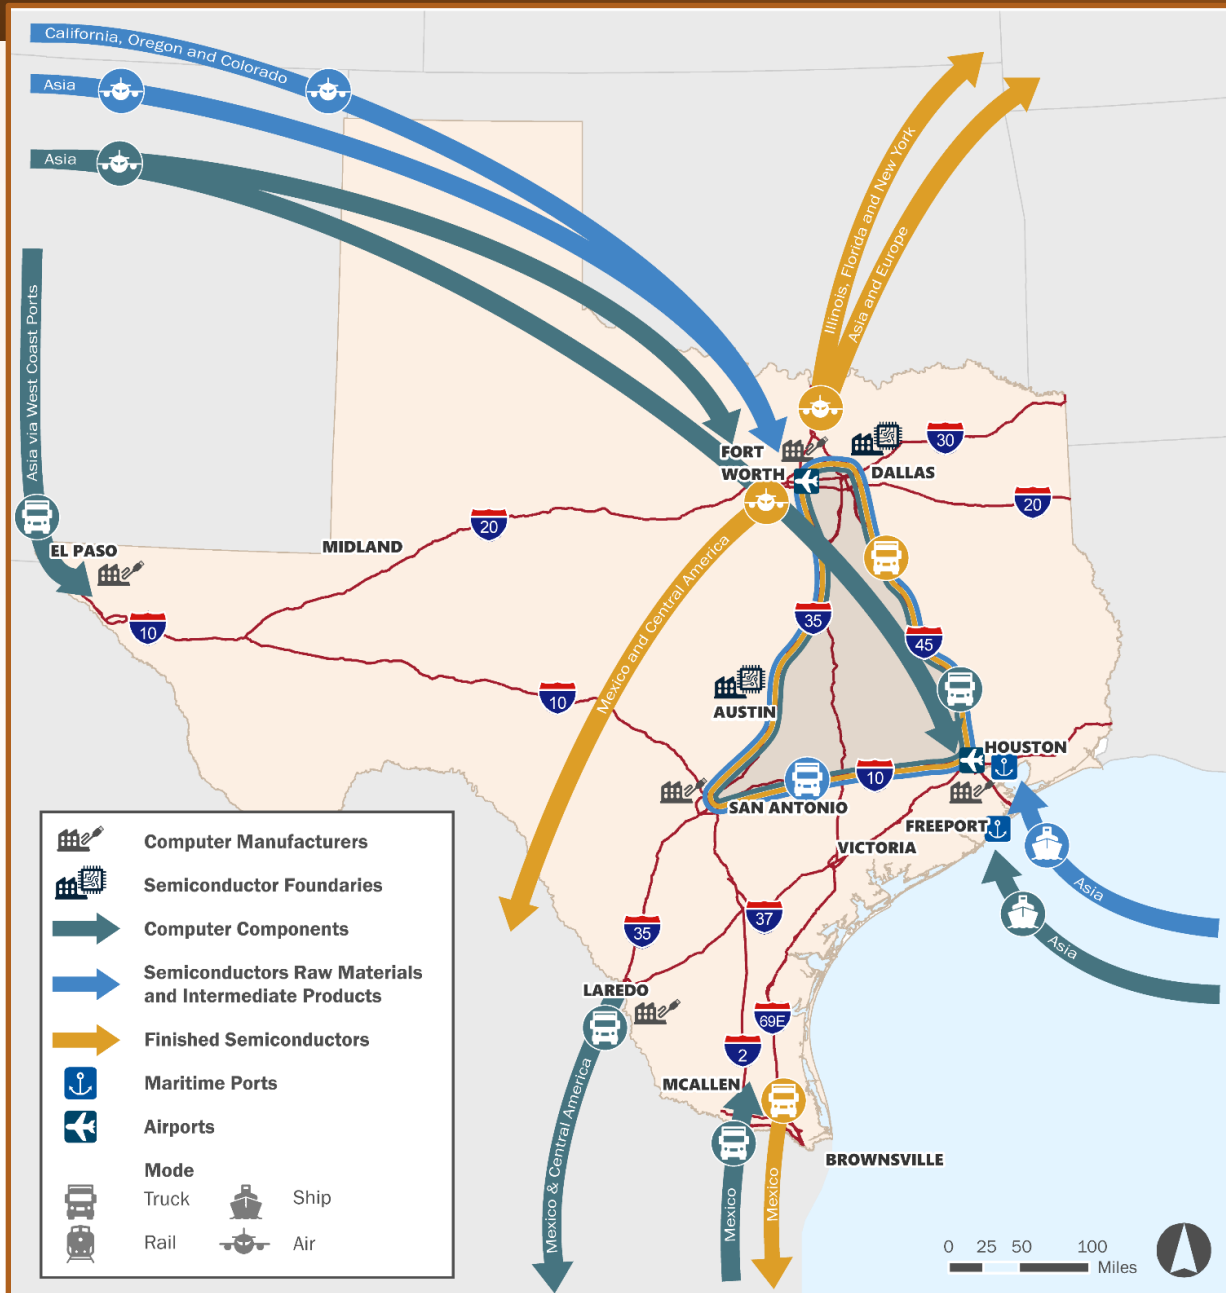 California, Oregon and Colorado
Asia
Asia
Asia via West Coast Ports
Illinois, Florida and New York
Asia and Europe
FORT
WORTH
DALLAS
30
20
20
EL PASO
MIDLAND
10
10
Mexico and Central America
35
45
AUSTIN
HOUSTON
10
SAN ANTONIO
FREEPORT
VICTORIA
Asia
Asia
37
35
LAREDO
69E
2
MCALLEN
BROWNSVILLE
Mexico & Central America
Mexico
Mexico
Computer Manufacturers
Semiconductor Foundaries
Computer Components
Semiconductors Raw Materials
and Intermediate Products
Finished Semiconductors
Maritime Ports
Airports
Mode
Truck
Ship
Rail
Air
0 25 50 100
Miles